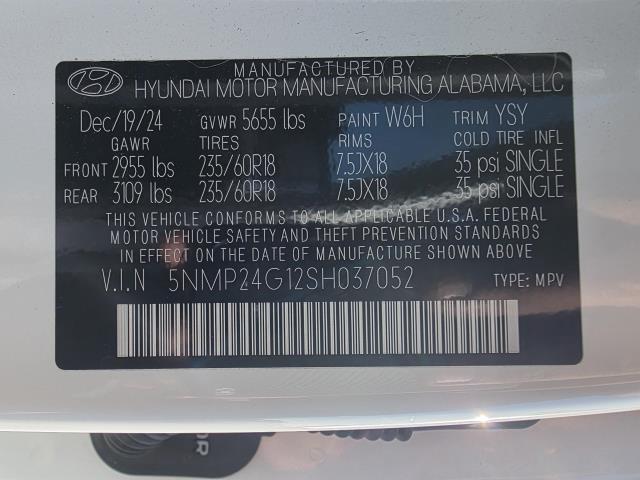 MANUFACTURED BY
HYUNDAI MOTOR MANUFACTURING ALABAMA, LLC
Dec/19/24 GVWR 5655 lbs PAINT W6H TRIM YSY
GAWR TIRES RIMS COLD TIRE INFL
FRONT 2955 lbs 235/60R18 7.5JX18 35 psi SINGLE
REAR 3109 lbs 235/60R18 7.5JX18 35 psi SINGLE
THIS VEHICLE CONFORMS TO ALL APPLICABLE U.S.A. FEDERAL
MOTOR VEHICLE SAFETY AND THEFT PREVENTION STANDARDS
IN EFFECT ON THE DATE OF MANUFACTURE SHOWN ABOVE.
V.I.N 5NMP24G12SH037052 TYPE: MPV